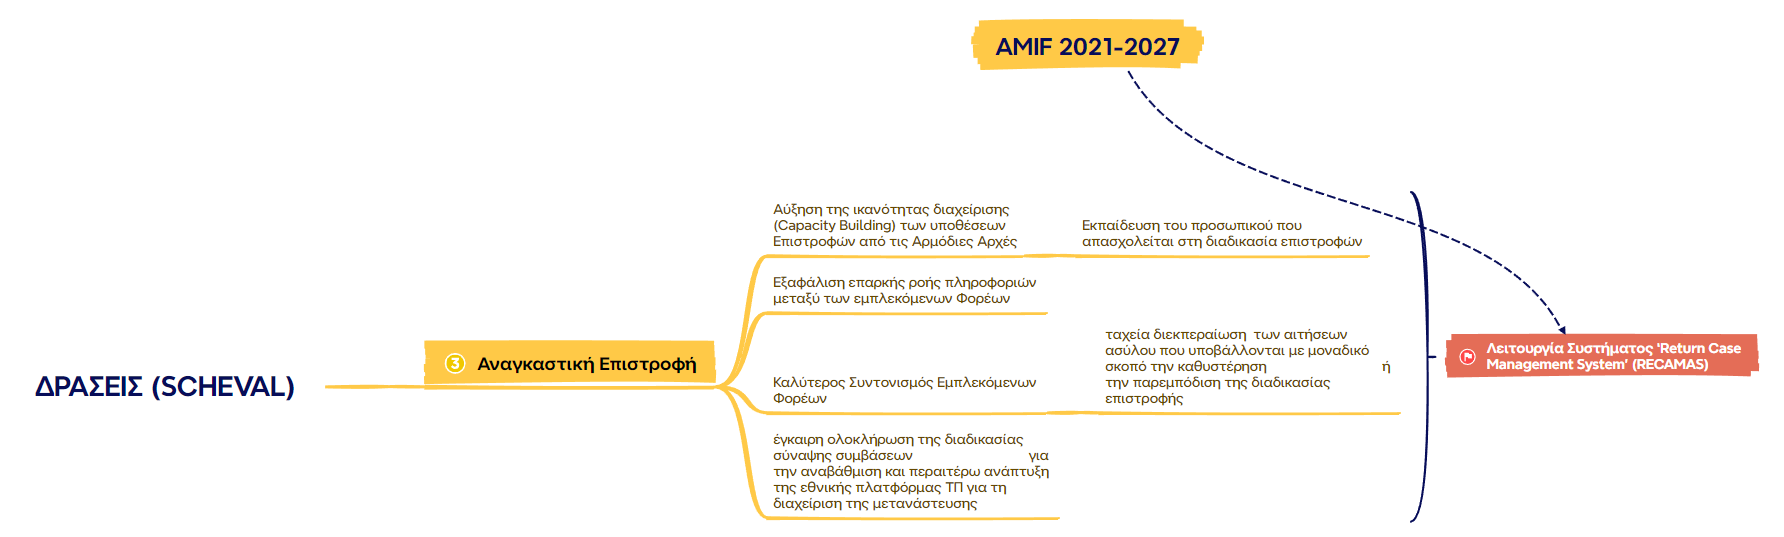 AMIF 2021-2027
ΔΡΑΣΕΙΣ (SCHEVAL)
3 Αναγκαστική Επιστροφή
Αύξηση της ικανότητας διαχείρισης
(Capacity Building) των υποθέσεων
Επιστροφών από τις Αρμόδιες Αρχές
Εκπαίδευση του προσωπικού που
απασχολείται στη διαδικασία επιστροφών
Εξαφάλιση επαρκής ροής πληροφοριών
μεταξύ των εμπλεκόμενων Φορέων
Καλύτερος Συντονισμός Εμπλεκόμενων
Φορέων
ταχεία διεκπεραίωση των αιτήσεων
ασύλου που υποβάλλονται με μοναδικό
σκοπό την καθυστέρηση ή
την παρεμπόδιση της διαδικασίας
επιστροφής
έγκαιρη ολοκλήρωση της διαδικασίας
σύναψης συμβάσεων για
την αναβάθμιση και περαιτέρω ανάπτυξη
της εθνικής πλατφόρμας ΤΠ για τη
διαχείριση της μετανάστευσης
Λειτουργία Συστήματος 'Return Case
Management System' (RECAMAS)